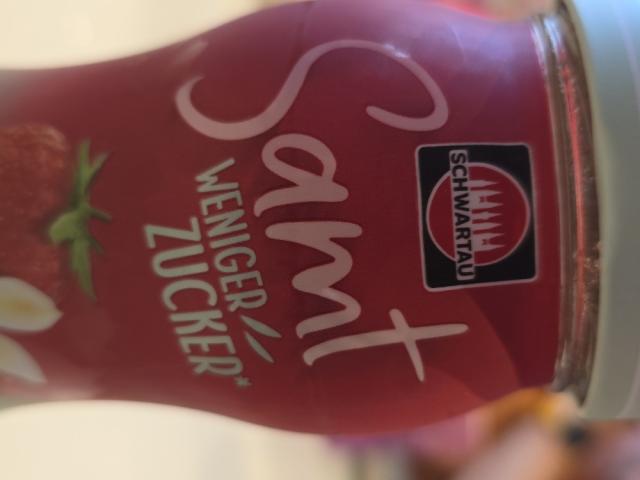 SCHWARTAU
Samt
WENIGER
ZUCKER*